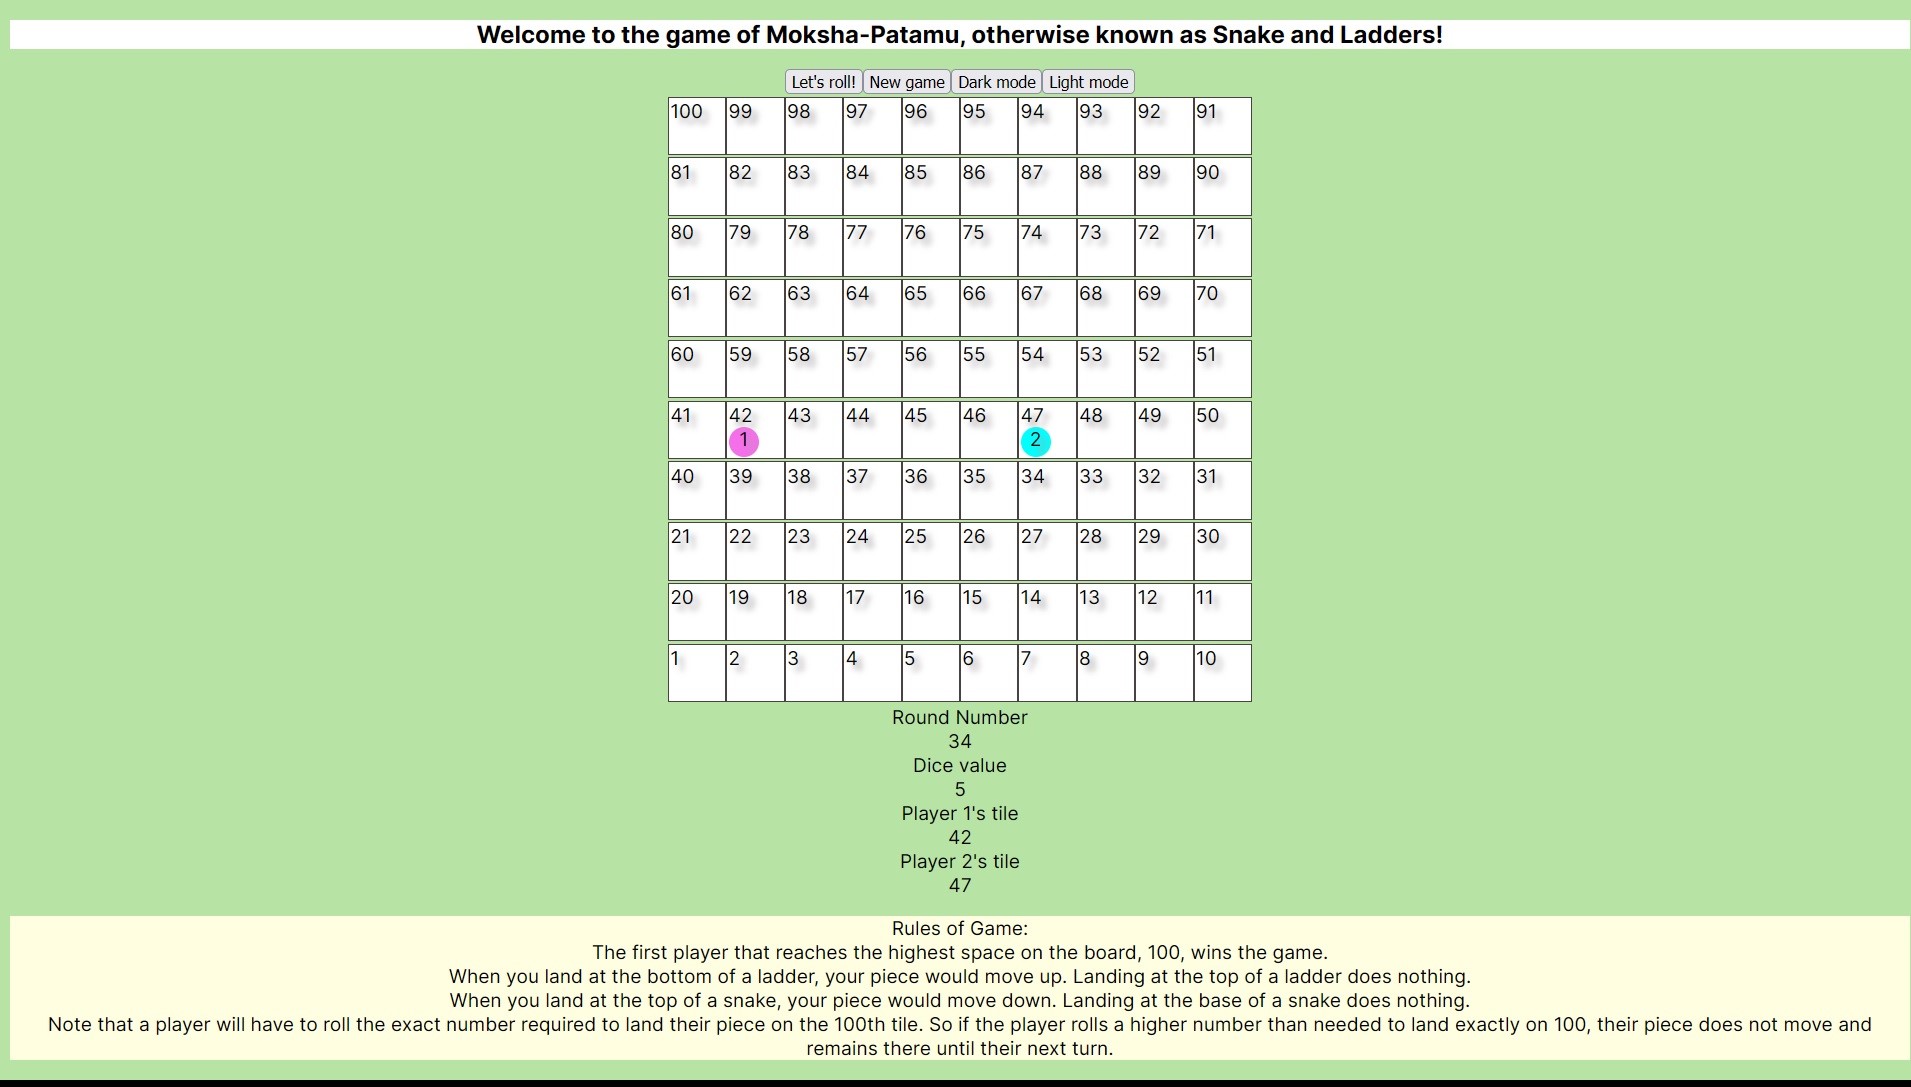 Welcome to the game of Moksha-Patamu, otherwise known as Snake and Ladders!
Let's roll! New game Dark mode Light mode
100 99 98 97 96 95 94 93 92 91
81 82 83 84 85 86 87 88 89 90
80 79 78 77 76 75 74 73 72 71
61 62 63 64 65 66 67 68 69 70
60 59 58 57 56 55 54 53 52 51
41 42 43 44 45 46 47 48 49 50
1 2
40 39 38 37 36 35 34 33 32 31
21 22 23 24 25 26 27 28 29 30
20 19 18 17 16 15 14 13 12 11
1 2 3 4 5 6 7 8 9 10
Round Number
34
Dice value
5
Player 1's tile
42
Player 2's tile
47
Rules of Game:
The first player that reaches the highest space on the board, 100, wins the game.
When you land at the bottom of a ladder, your piece would move up. Landing at the top of a ladder does nothing.
When you land at the top of a snake, your piece would move down. Landing at the base of a snake does nothing.
Note that a player will have to roll the exact number required to land their piece on the 100th tile. So if the player rolls a higher number than needed to land exactly on 100, their piece does not move and
remains there until their next turn.